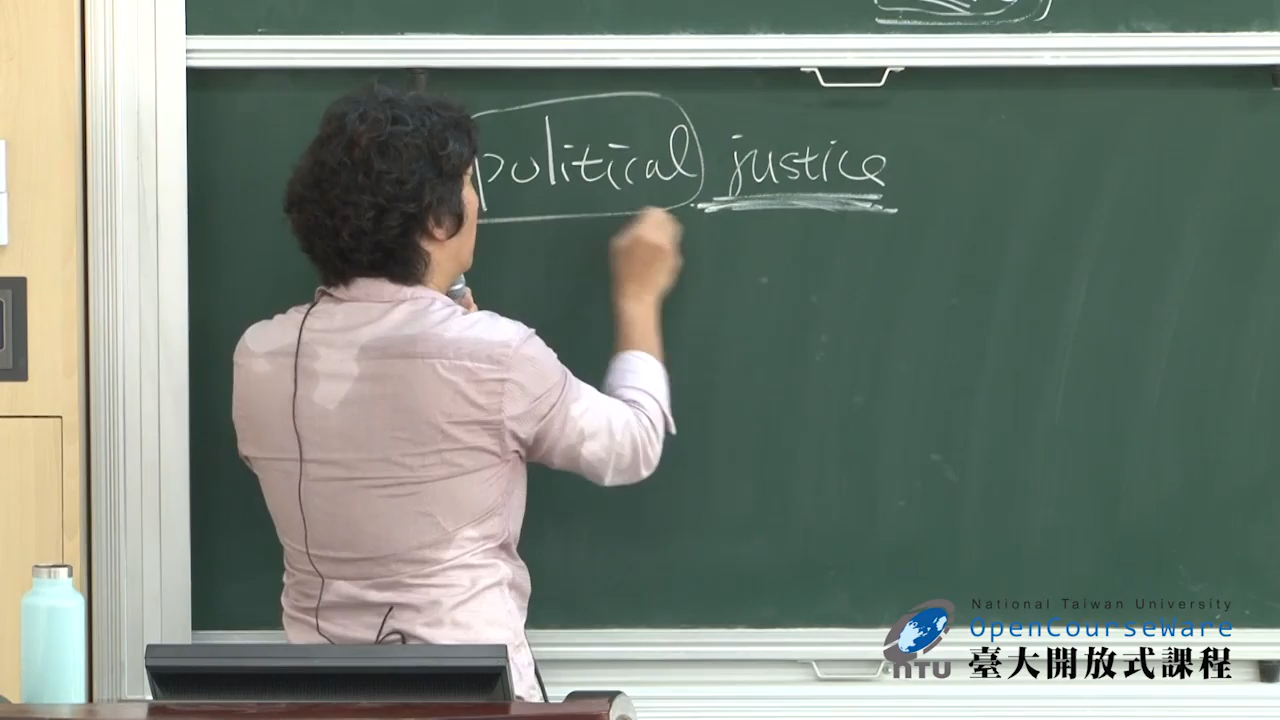 political justice
National Taiwan University
OpenCourseWare
NTU 臺大開放式課程